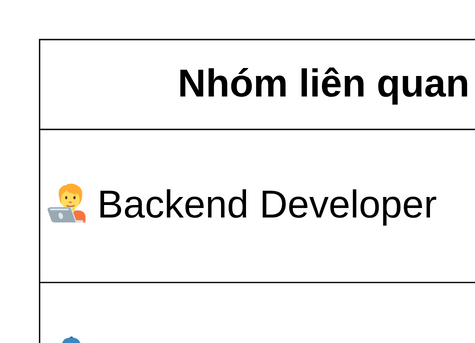 Nhóm liên quan
🧑‍💻 Backend Developer